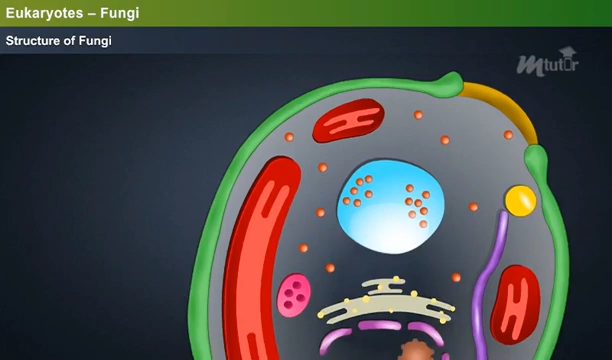 Eukaryotes – Fungi
Structure of Fungi
Mtutor